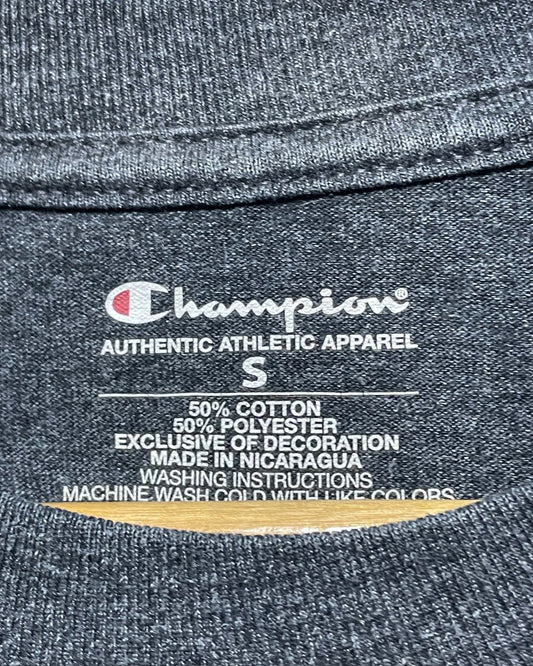 Champion®
AUTHENTIC ATHLETIC APPAREL
S
50% COTTON
50% POLYESTER
EXCLUSIVE OF DECORATION
MADE IN NICARAGUA
WASHING INSTRUCTIONS
MACHINE WASH COLD WITH LIKE COLORS